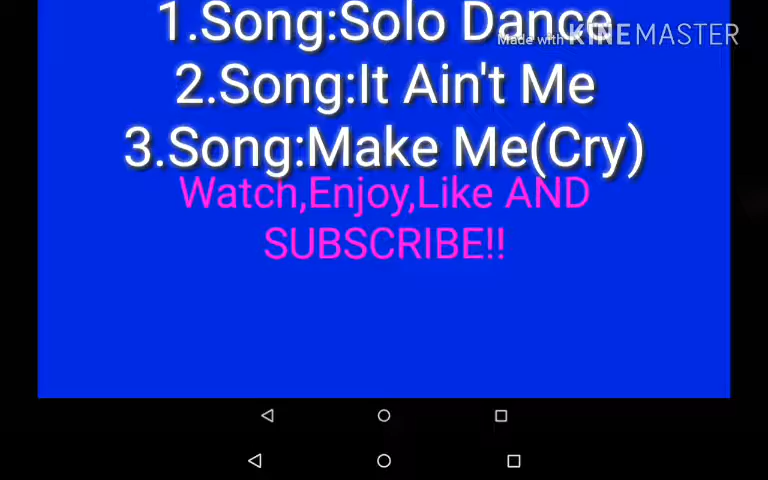 1.Song:Solo Dance
Made with KINEMASTER
2.Song:It Ain't Me
3.Song:Make Me(Cry)
Watch,Enjoy,Like AND
SUBSCRIBE!!